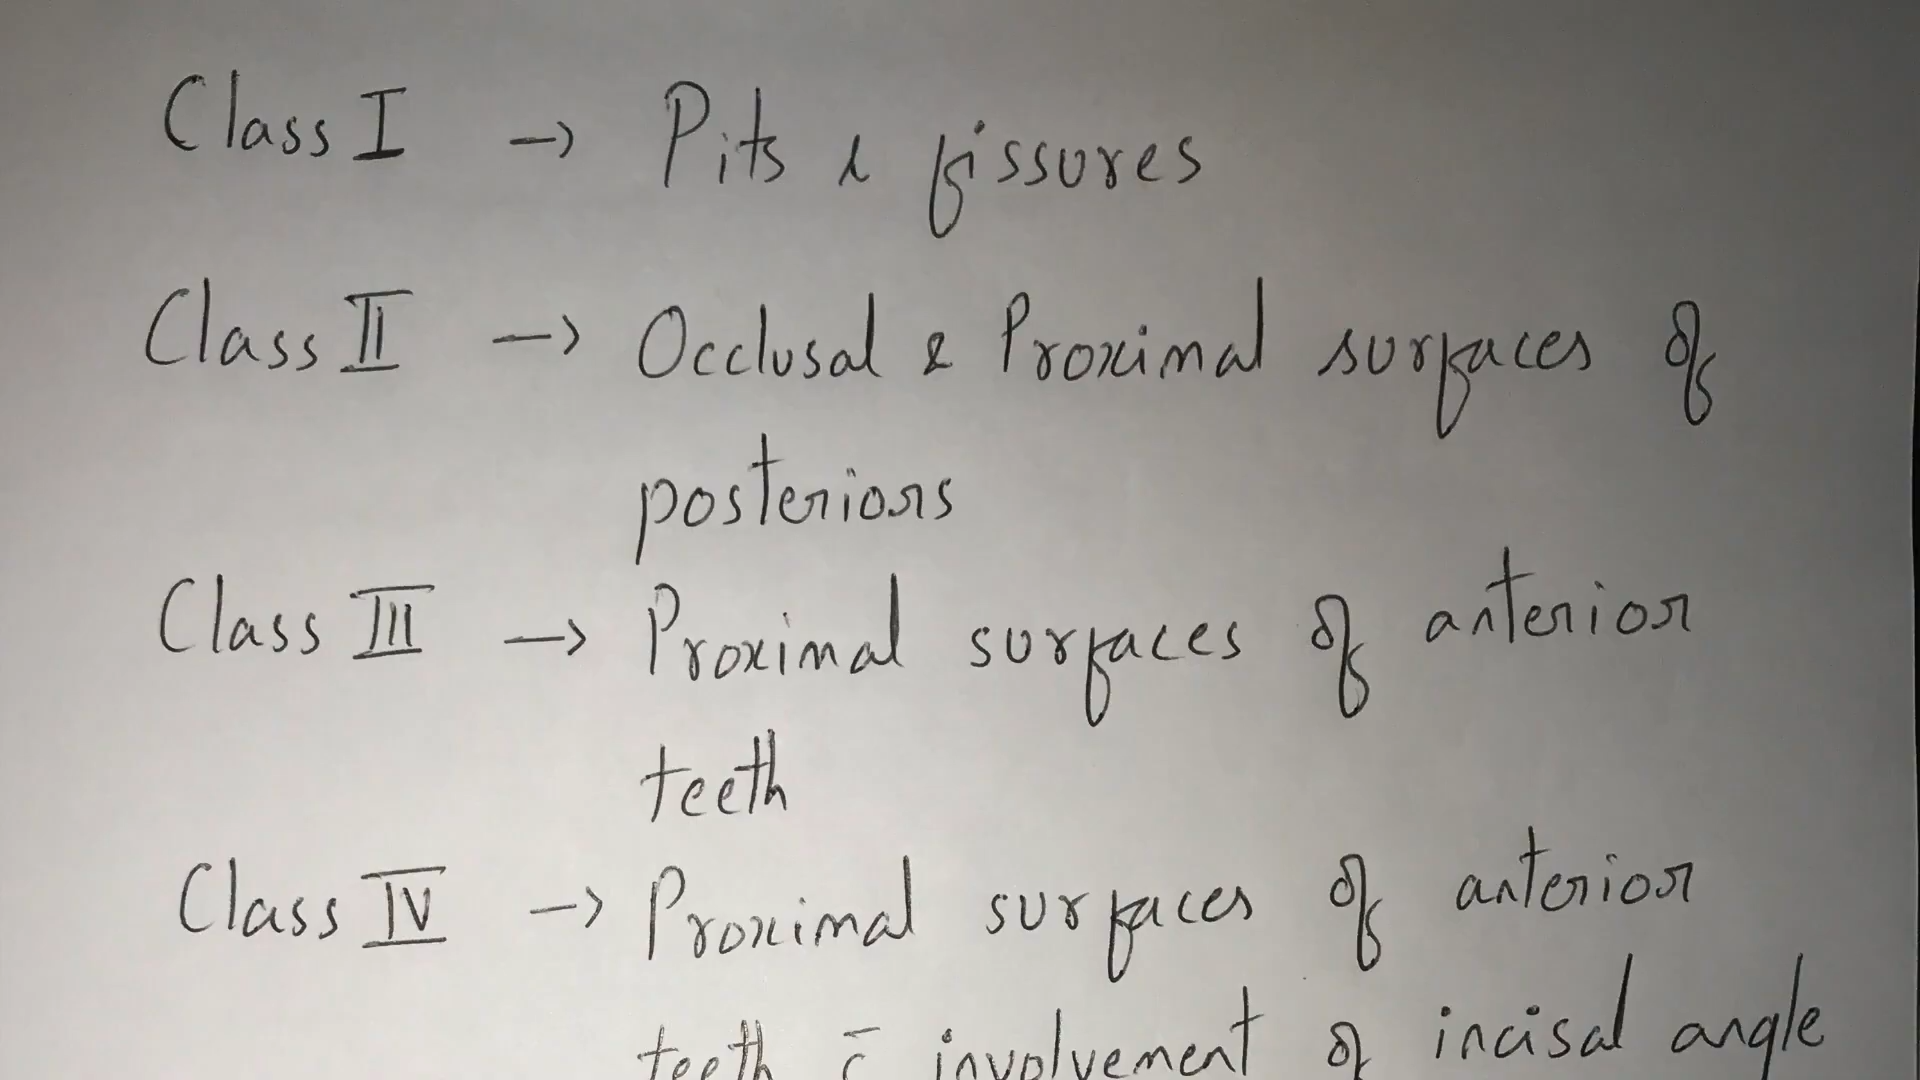 Class I → Pits & fissures
Class II → Occlusal & Proximal surfaces of
posteriors
Class III → Proximal surfaces of anterior
teeth
Class IV → Proximal surfaces of anterior
teeth c̄ involvement of incisal angle